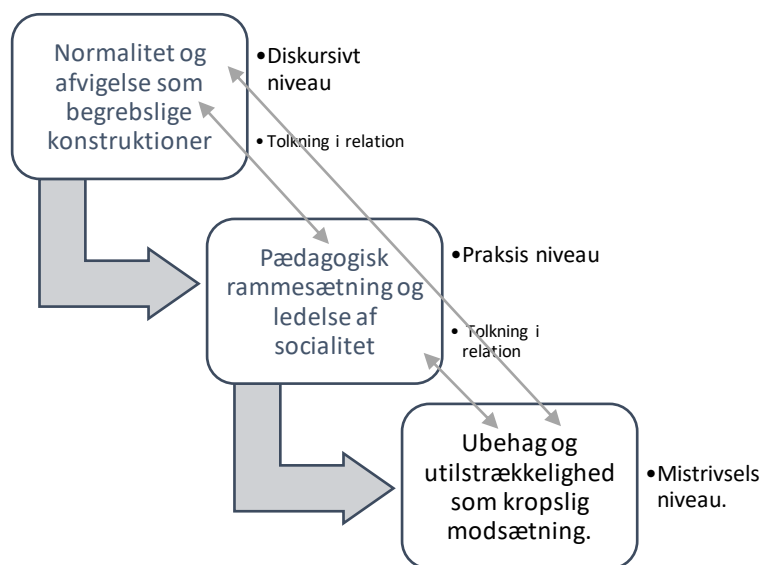 Normalitet og
afvigelse som
begrebslige
konstruktioner
•Diskursivt
niveau
• Tolkning i relation
Pædagogisk
rammesætning og
ledelse af
socialitet
•Praksis niveau
• Tolkning i
relation
Ubehag og
utilstrækkelighed
som kropslig
modsætning.
•Mistrivsels
niveau.